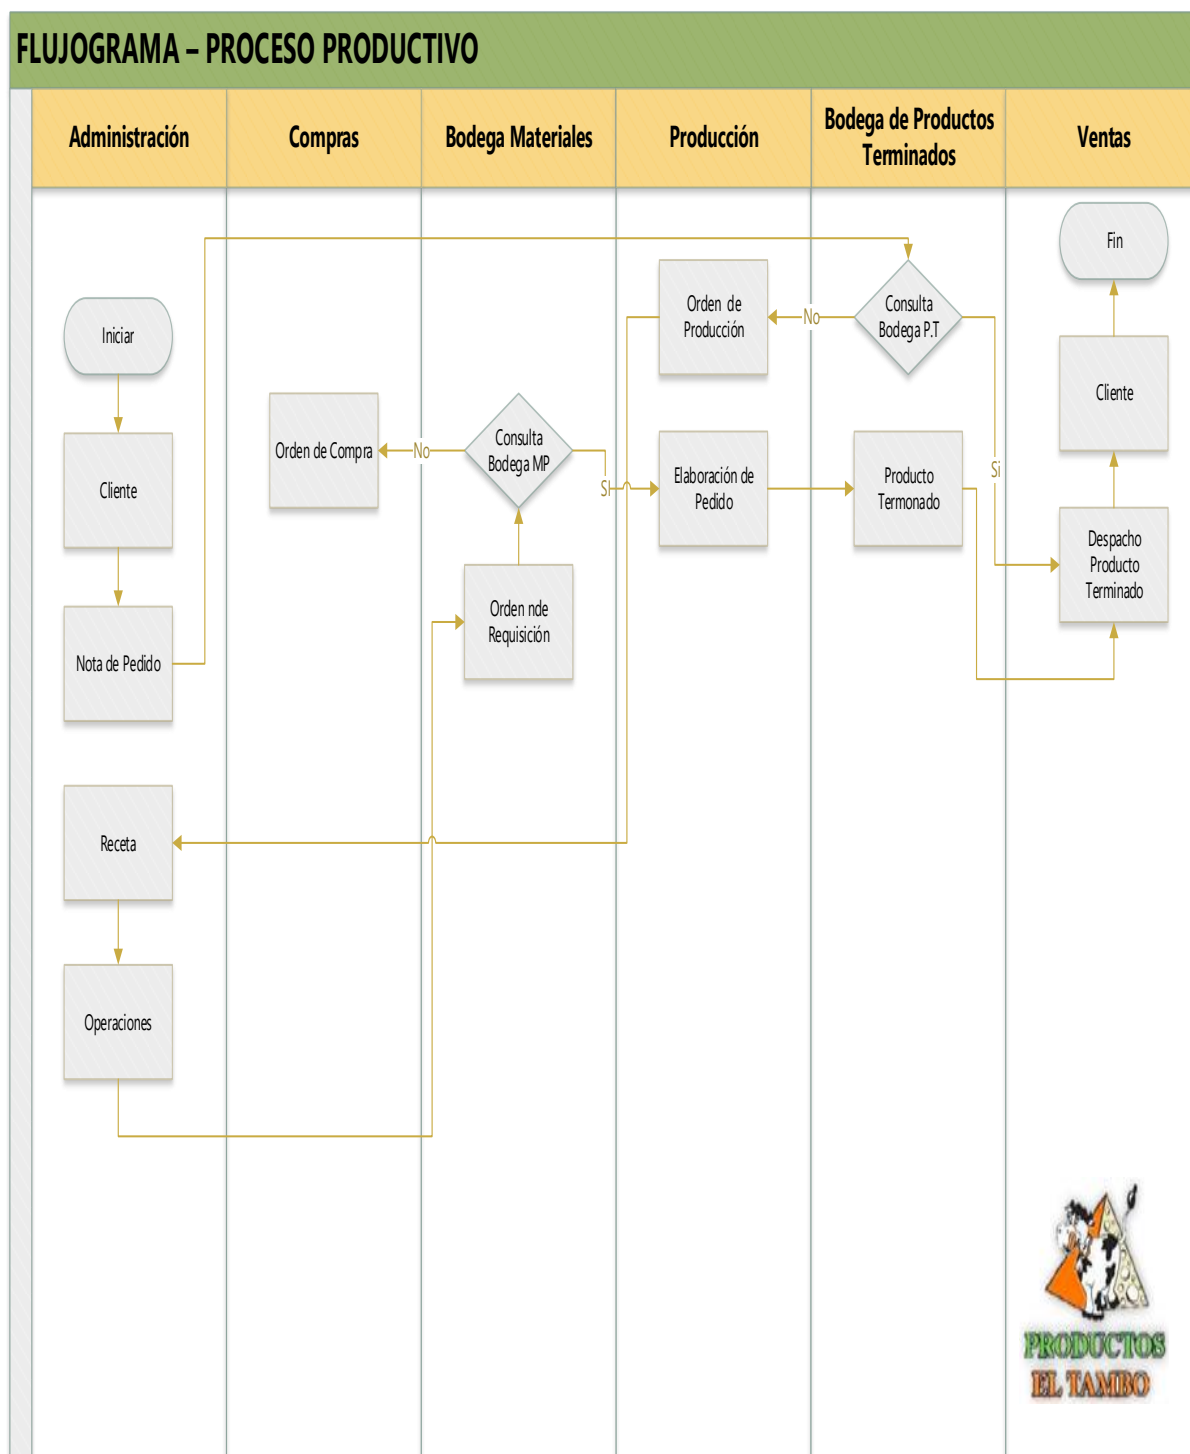 FLUJOGRAMA – PROCESO PRODUCTIVO
Administración
Compras
Bodega Materiales
Producción
Bodega de Productos
Terminados
Ventas
Iniciar
Cliente
Nota de Pedido
Receta
Operaciones
Orden de Compra
No
Consulta
Bodega MP
Si
Orden nde
Requisición
Orden de
Producción
No
Elaboración de
Pedido
Consulta
Bodega P.T
Si
Producto
Termonado
Fin
Cliente
Despacho
Producto
Terminado
PRODUCTOS
EL TAMBO